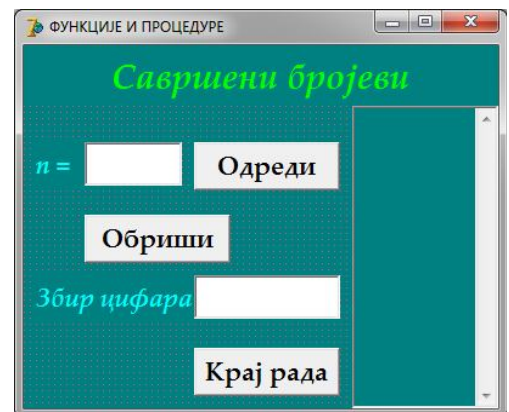 ФУНКЦИЈЕ И ПРОЦЕДУРЕ
Савршени бројеви
n =
Одреди
Обриши
Збир цифара
Крај рада